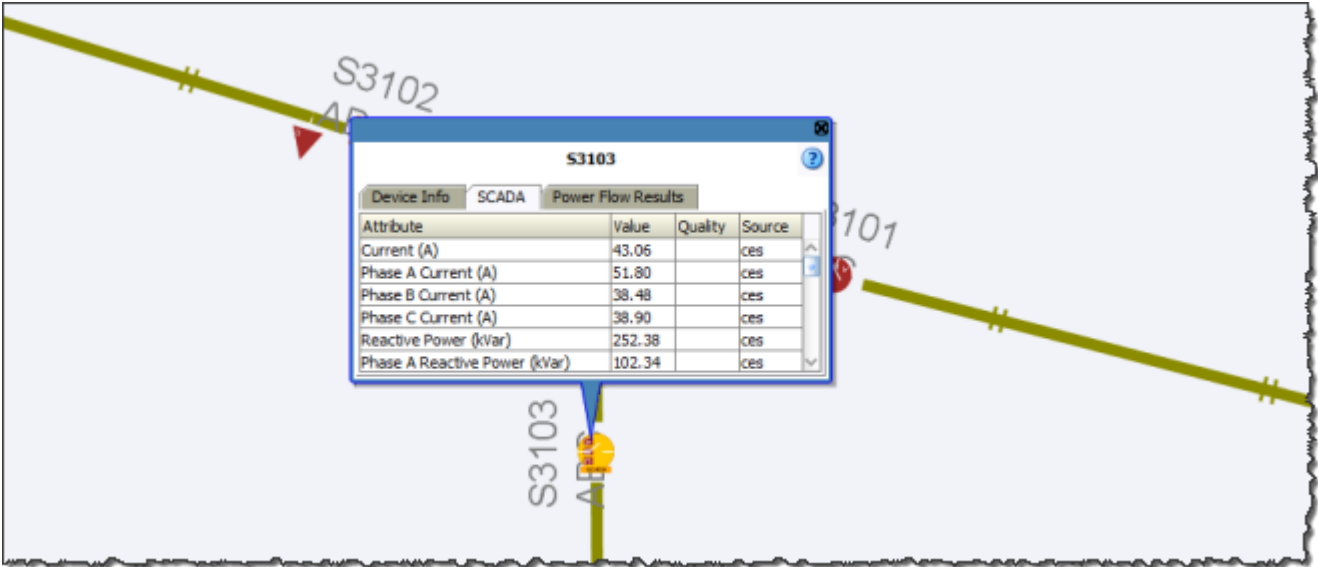 S3102
S3103
Device Info SCADA Power Flow Results
Attribute Value Quality Source
Current (A) 43.06 ces
Phase A Current (A) 51.80 ces
Phase B Current (A) 38.48 ces
Phase C Current (A) 38.90 ces
Reactive Power (kVar) 252.38 ces
Phase A Reactive Power (kVar) 102.34 ces
3101
S3103